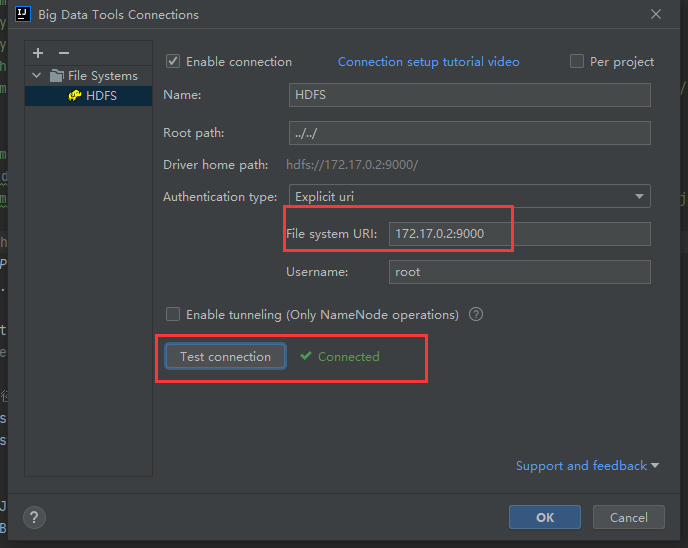 Big Data Tools Connections
File Systems
HDFS
Enable connection
Connection setup tutorial video
Per project
Name:
HDFS
Root path:
../../
Driver home path:
hdfs://172.17.0.2:9000/
Authentication type:
Explicit uri
File system URI:
172.17.0.2:9000
Username:
root
Enable tunneling (Only NameNode operations)
?
Test connection
Connected
Support and feedback
?
OK
Cancel